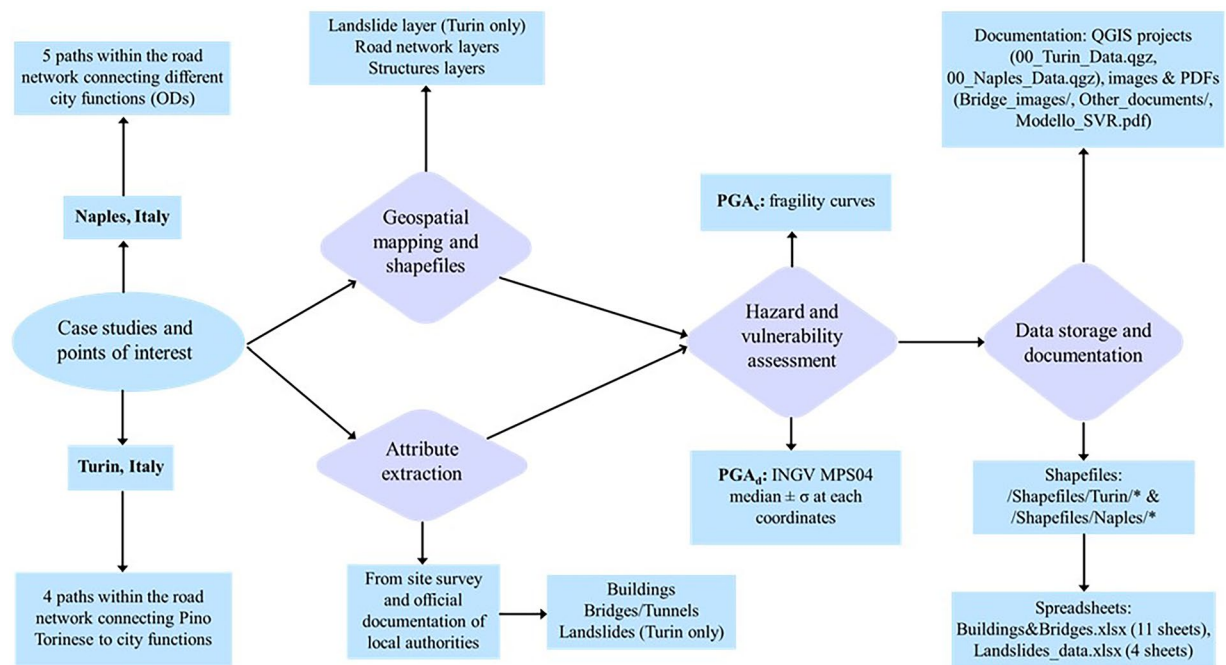 5 paths within the road
network connecting different
city functions (ODs)
Naples, Italy
Case studies and
points of interest
Turin, Italy
4 paths within the road
network connecting Pino
Torinese to city functions
Landslide layer (Turin only)
Road network layers
Structures layers
Geospatial
mapping and
shapefiles
Attribute
extraction
From site survey
and official
documentation of
local authorities
Buildings
Bridges/Tunnels
Landslides (Turin only)
PGAc: fragility curves
Hazard and
vulnerability
assessment
PGAd: INGV MPS04
median ± σ at each
coordinates
Documentation: QGIS projects
(00_Turin_Data.qgz,
00_Naples_Data.qgz), images & PDFs
(Bridge_images/, Other_documents/,
Modello_SVR.pdf)
Data storage and
documentation
Shapefiles:
/Shapefiles/Turin/* &
/Shapefiles/Naples/*
Spreadsheets:
Buildings&Bridges.xlsx (11 sheets),
Landslides_data.xlsx (4 sheets)